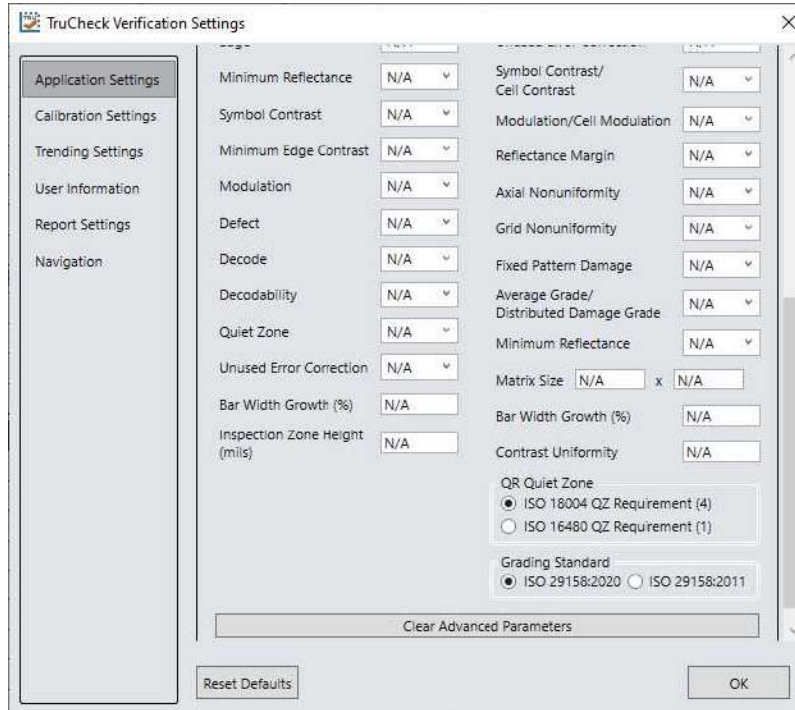 TruCheck Verification Settings
Application Settings
Calibration Settings
Trending Settings
User Information
Report Settings
Navigation
Minimum Reflectance N/A
Symbol Contrast N/A
Minimum Edge Contrast N/A
Modulation N/A
Defect N/A
Decode N/A
Decodability N/A
Quiet Zone N/A
Unused Error Correction N/A
Bar Width Growth (%) N/A
Inspection Zone Height
(mils) N/A
Symbol Contrast/
Cell Contrast N/A
Modulation/Cell Modulation N/A
Reflectance Margin N/A
Axial Nonuniformity N/A
Grid Nonuniformity N/A
Fixed Pattern Damage N/A
Average Grade/
Distributed Damage Grade N/A
Minimum Reflectance N/A
Matrix Size N/A x N/A
Bar Width Growth (%) N/A
Contrast Uniformity N/A
QR Quiet Zone
ISO 18004 QZ Requirement (4)
ISO 16480 QZ Requirement (1)
Grading Standard
ISO 29158:2020 ISO 29158:2011
Clear Advanced Parameters
Reset Defaults
OK